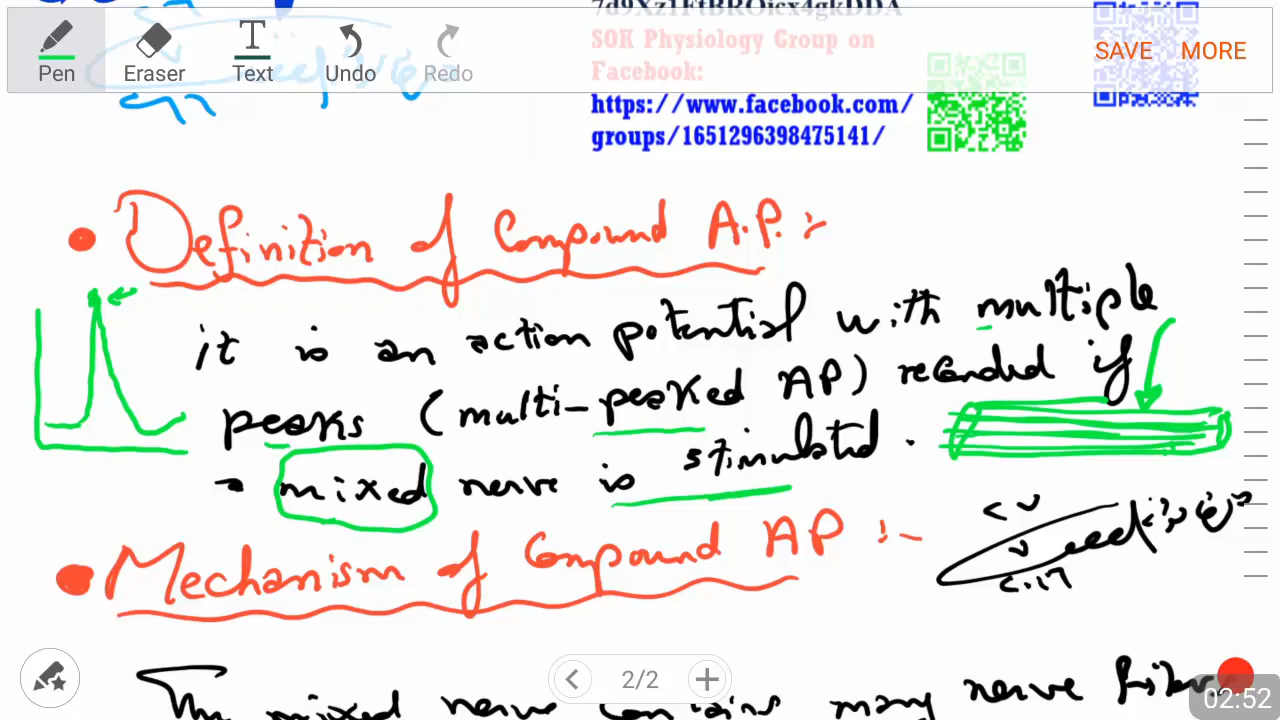 7d9Xz1FtBROjcx4gkDDA
SOK Physiology Group on
Facebook:
https://www.facebook.com/
groups/1651296398475141/
Pen
Eraser
Text
Undo
Redo
SAVE
MORE
Definition of Compound A.P. :-
it is an action potential with multiple
peaks (multi-peaked AP) recorded if
mixed nerve is stimulated.
Mechanism of Compound AP :-
The mixed nerve contains many nerve fibers
2/2
02:52